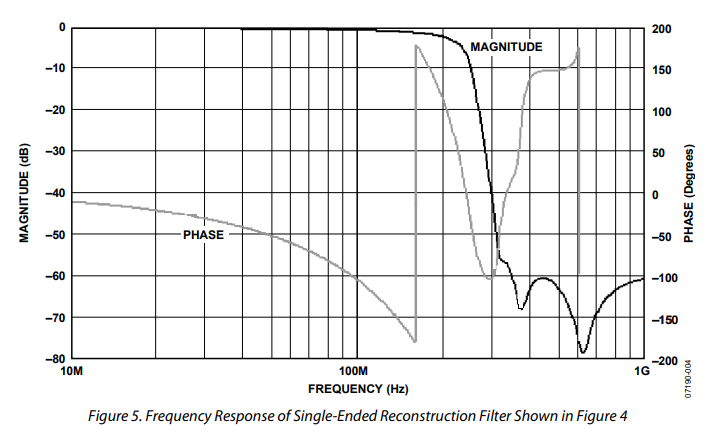 0
–10
–20
–30
–40
–50
–60
–70
–80
MAGNITUDE (dB)
MAGNITUDE
PHASE
200
150
100
50
0
–50
–100
–150
–200
PHASE (Degrees)
10M
100M
1G
FREQUENCY (Hz)
07190-004
Figure 5. Frequency Response of Single-Ended Reconstruction Filter Shown in Figure 4